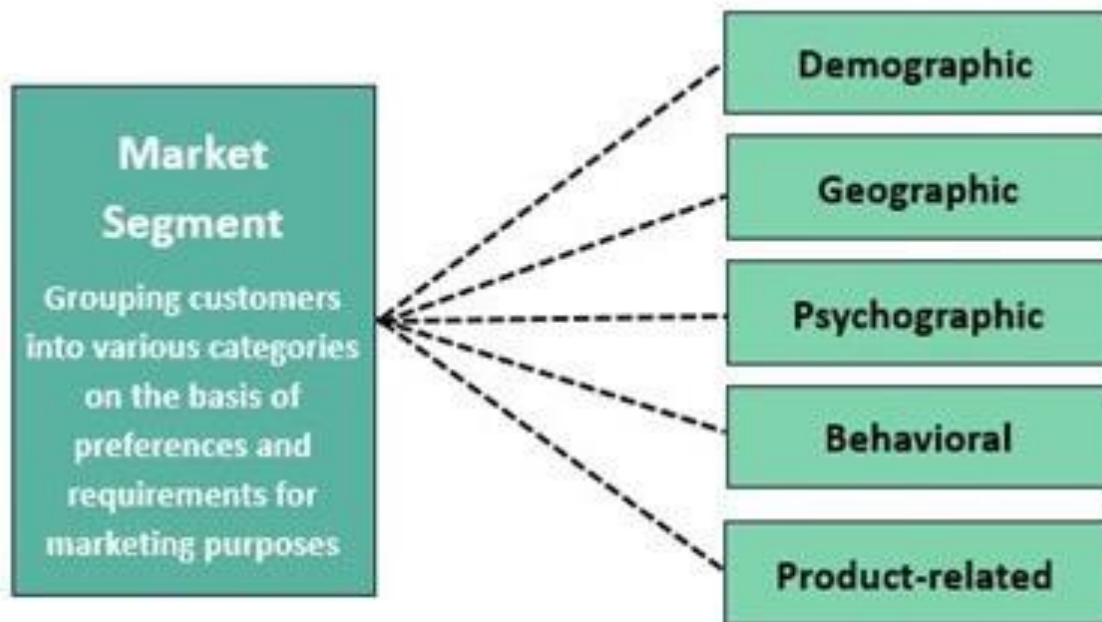 Market
Segment
Grouping customers
into various categories
on the basis of
preferences and
requirements for
marketing purposes
Demographic
Geographic
Psychographic
Behavioral
Product-related